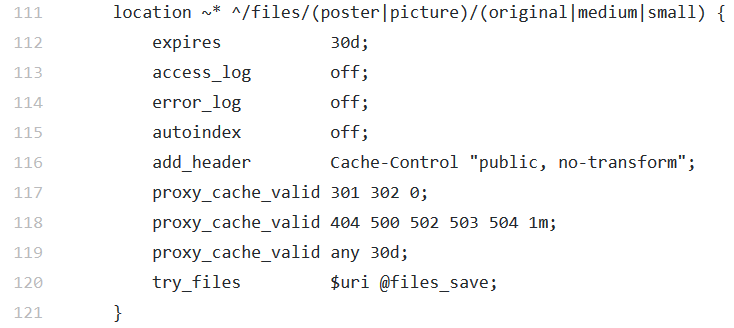 111 location ~* ^/files/(poster|picture)/(original|medium|small) {
112 expires 30d;
113 access_log off;
114 error_log off;
115 autoindex off;
116 add_header Cache-Control "public, no-transform";
117 proxy_cache_valid 301 302 0;
118 proxy_cache_valid 404 500 502 503 504 1m;
119 proxy_cache_valid any 30d;
120 try_files $uri @files_save;
121 }